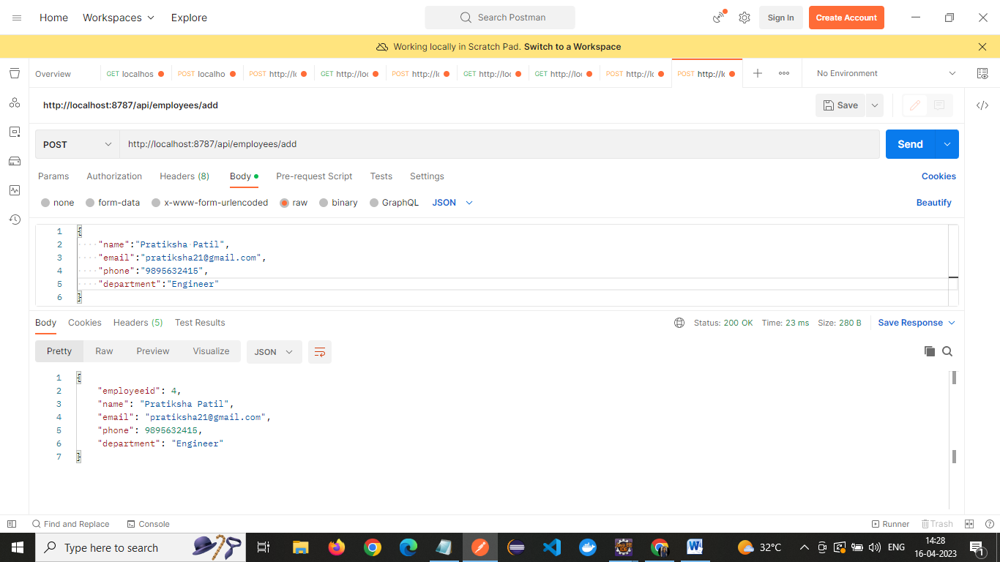 Home Workspaces Explore Search Postman Sign In Create Account
Working locally in Scratch Pad. Switch to a Workspace
Overview GET localhos POST localho POST http://lo GET http://loc POST http://l GET http://loc GET http://loc POST http://l POST http://l No Environment
http://localhost:8787/api/employees/add Save
POST http://localhost:8787/api/employees/add Send
Params Authorization Headers (8) Body Pre-request Script Tests Settings Cookies
none form-data x-www-form-urlencoded raw binary GraphQL JSON Beautify
1 {
2 "name":"Pratiksha Patil",
3 "email":"pratiksha21@gmail.com",
4 "phone":"9895632415",
5 "department":"Engineer"
6 }
Body Cookies Headers (5) Test Results Status: 200 OK Time: 23 ms Size: 280 B Save Response
Pretty Raw Preview Visualize JSON
1 {
2 "employeeid": 4,
3 "name": "Pratiksha Patil",
4 "email": "pratiksha21@gmail.com",
5 "phone": 9895632415,
6 "department": "Engineer"
7 }
Find and Replace Console Runner Trash
Type here to search 32°C ENG 14:28
16-04-2023 1